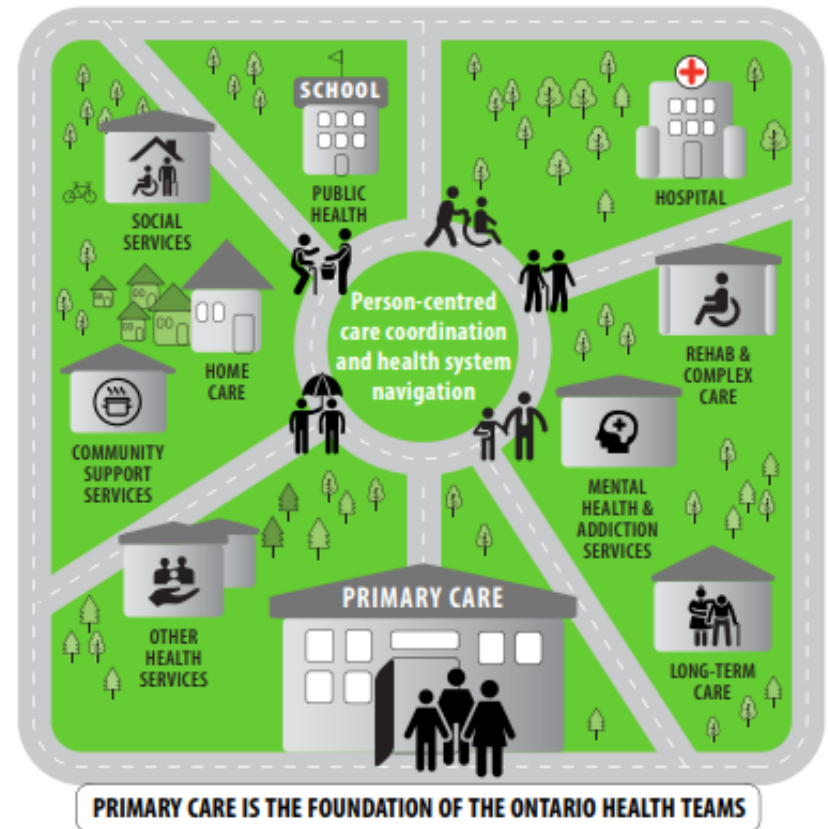 SCHOOL
PUBLIC
HEALTH
HOSPITAL
SOCIAL
SERVICES
Person-centred
care coordination
and health system
navigation
HOME
CARE
REHAB &
COMPLEX
CARE
COMMUNITY
SUPPORT
SERVICES
MENTAL
HEALTH &
ADDICTION
SERVICES
OTHER
HEALTH
SERVICES
PRIMARY CARE
LONG-TERM
CARE
PRIMARY CARE IS THE FOUNDATION OF THE ONTARIO HEALTH TEAMS